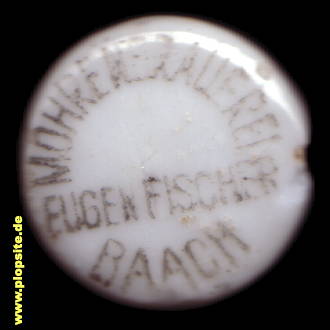 MOHRENBRAUEREI
EUGEN FISCHER
BAACH
www.plopsite.de